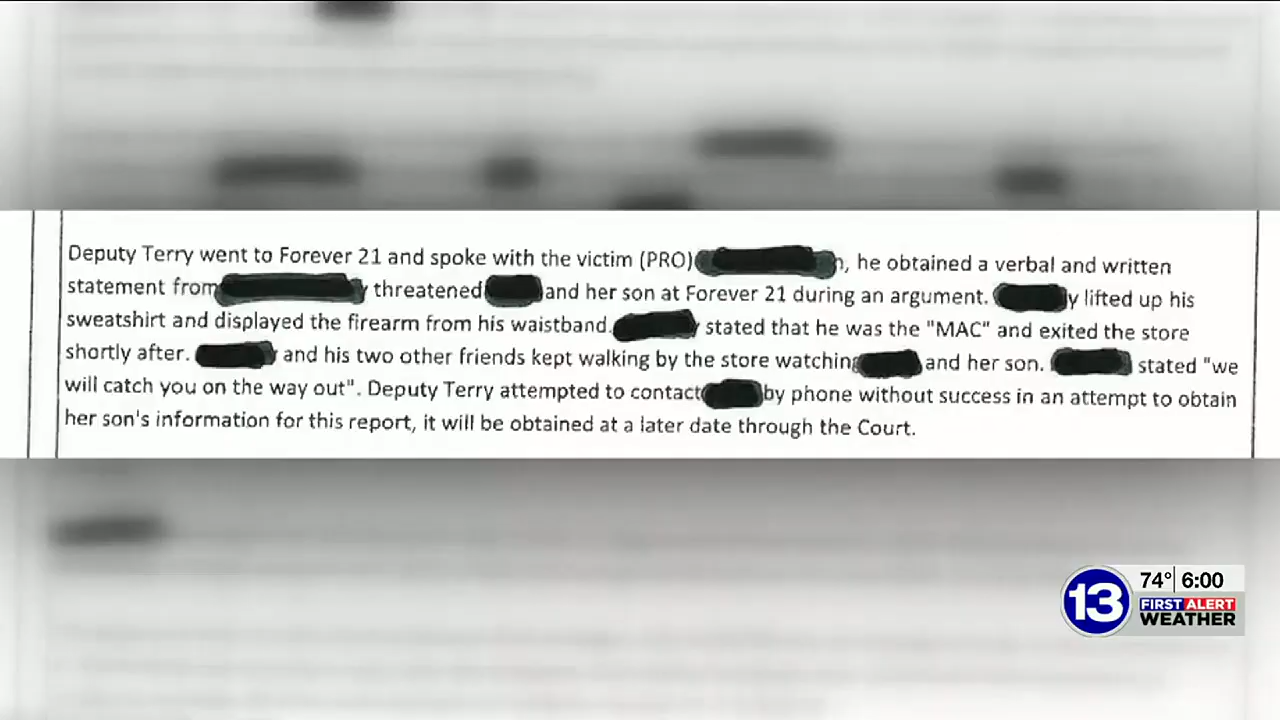 Deputy Terry went to Forever 21 and spoke with the victim (PRO) n, he obtained a verbal and written
statement from y threatened and her son at Forever 21 during an argument. y lifted up his
sweatshirt and displayed the firearm from his waistband. stated that he was the "MAC" and exited the store
shortly after. and his two other friends kept walking by the store watching and her son. stated "we
will catch you on the way out". Deputy Terry attempted to contact by phone without success in an attempt to obtain
her son's information for this report, it will be obtained at a later date through the Court.
13
74° 6:00
FIRST ALERT
WEATHER